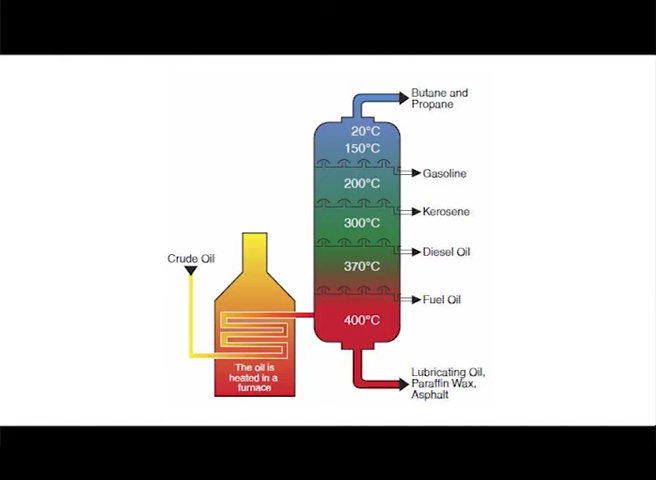 Butane and
Propane
20°C
150°C
Gasoline
200°C
Kerosene
300°C
Crude Oil
Diesel Oil
370°C
Fuel Oil
400°C
The oil is
heated in a
furnace
Lubricating Oil,
Paraffin Wax,
Asphalt